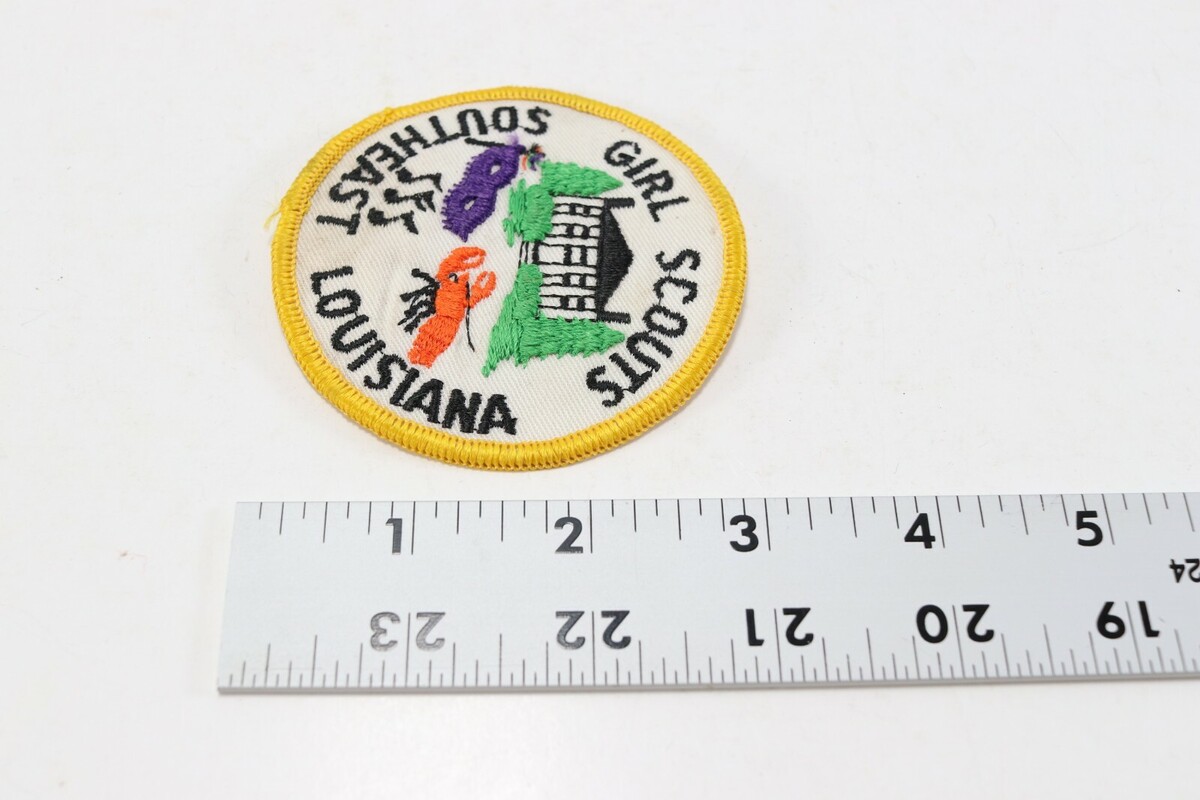 SOUTHEAST
LOUISIANA
GIRL SCOUTS
1 2 3 4 5
24
23 22 21 20 19